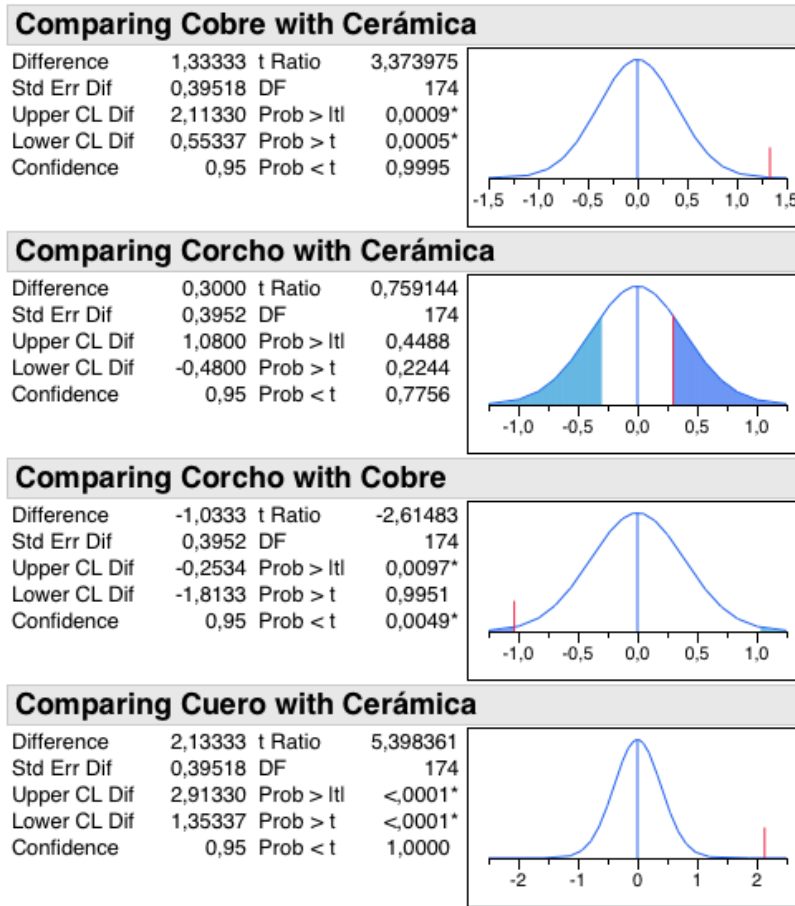 Comparing Cobre with Cerámica
Difference 1,33333 t Ratio 3,373975
Std Err Dif 0,39518 DF 174
Upper CL Dif 2,11330 Prob > |t| 0,0009*
Lower CL Dif 0,55337 Prob > t 0,0005*
Confidence 0,95 Prob < t 0,9995
-1,5 -1,0 -0,5 0,0 0,5 1,0 1,5
Comparing Corcho with Cerámica
Difference 0,3000 t Ratio 0,759144
Std Err Dif 0,3952 DF 174
Upper CL Dif 1,0800 Prob > |t| 0,4488
Lower CL Dif -0,4800 Prob > t 0,2244
Confidence 0,95 Prob < t 0,7756
-1,0 -0,5 0,0 0,5 1,0
Comparing Corcho with Cobre
Difference -1,0333 t Ratio -2,61483
Std Err Dif 0,3952 DF 174
Upper CL Dif -0,2534 Prob > |t| 0,0097*
Lower CL Dif -1,8133 Prob > t 0,9951
Confidence 0,95 Prob < t 0,0049*
-1,0 -0,5 0,0 0,5 1,0
Comparing Cuero with Cerámica
Difference 2,13333 t Ratio 5,398361
Std Err Dif 0,39518 DF 174
Upper CL Dif 2,91330 Prob > |t| <,0001*
Lower CL Dif 1,35337 Prob > t <,0001*
Confidence 0,95 Prob < t 1,0000
-2 -1 0 1 2